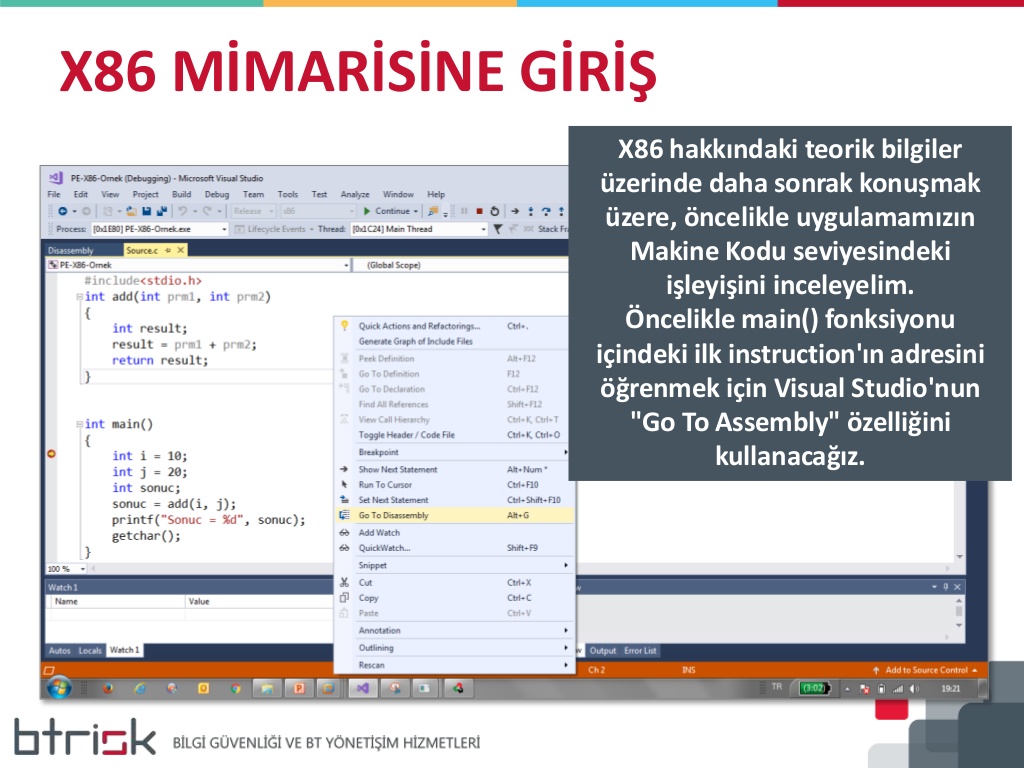 X86 MİMARİSİNE GİRİŞ
X86 hakkındaki teorik bilgiler
üzerinde daha sonrak konuşmak
üzere, öncelikle uygulamamızın
Makine Kodu seviyesindeki
işleyişini inceleyelim.
Öncelikle main() fonksiyonu
içindeki ilk instruction'ın adresini
öğrenmek için Visual Studio'nun
"Go To Assembly" özelliğini
kullanacağız.
PE-X86-Ornek (Debugging) - Microsoft Visual Studio
File Edit View Project Build Debug Team Tools Test Analyze Window Help
Release x86 Continue
Process: [0x1E80] PE-X86-Ornek.exe Lifecycle Events Thread: [0x1C24] Main Thread Stack Fra
Disassembly Source.c
PE-X86-Ornek (Global Scope)
#include<stdio.h>
int add(int prm1, int prm2)
{
int result;
result = prm1 + prm2;
return result;
}
int main()
{
int i = 10;
int j = 20;
int sonuc;
sonuc = add(i, j);
printf("Sonuc = %d", sonuc);
getchar();
}
Quick Actions and Refactorings... Ctrl+.
Generate Graph of Include Files
Peek Definition Alt+F12
Go To Definition F12
Go To Declaration Ctrl+F12
Find All References Shift+F12
View Call Hierarchy Ctrl+K, Ctrl+T
Toggle Header / Code File Ctrl+K, Ctrl+O
Breakpoint
Show Next Statement Alt+Num *
Run To Cursor Ctrl+F10
Set Next Statement Ctrl+Shift+F10
Go To Disassembly Alt+G
Add Watch
QuickWatch... Shift+F9
Snippet
Cut Ctrl+X
Copy Ctrl+C
Paste Ctrl+V
Annotation
Outlining
Rescan
100 %
Watch 1
Name Value
Autos Locals Watch 1 w Output Error List
Ch 2 INS Add to Source Control
TR (3:02) 19:21
btrisk BİLGİ GÜVENLİĞİ VE BT YÖNETİŞİM HİZMETLERİ